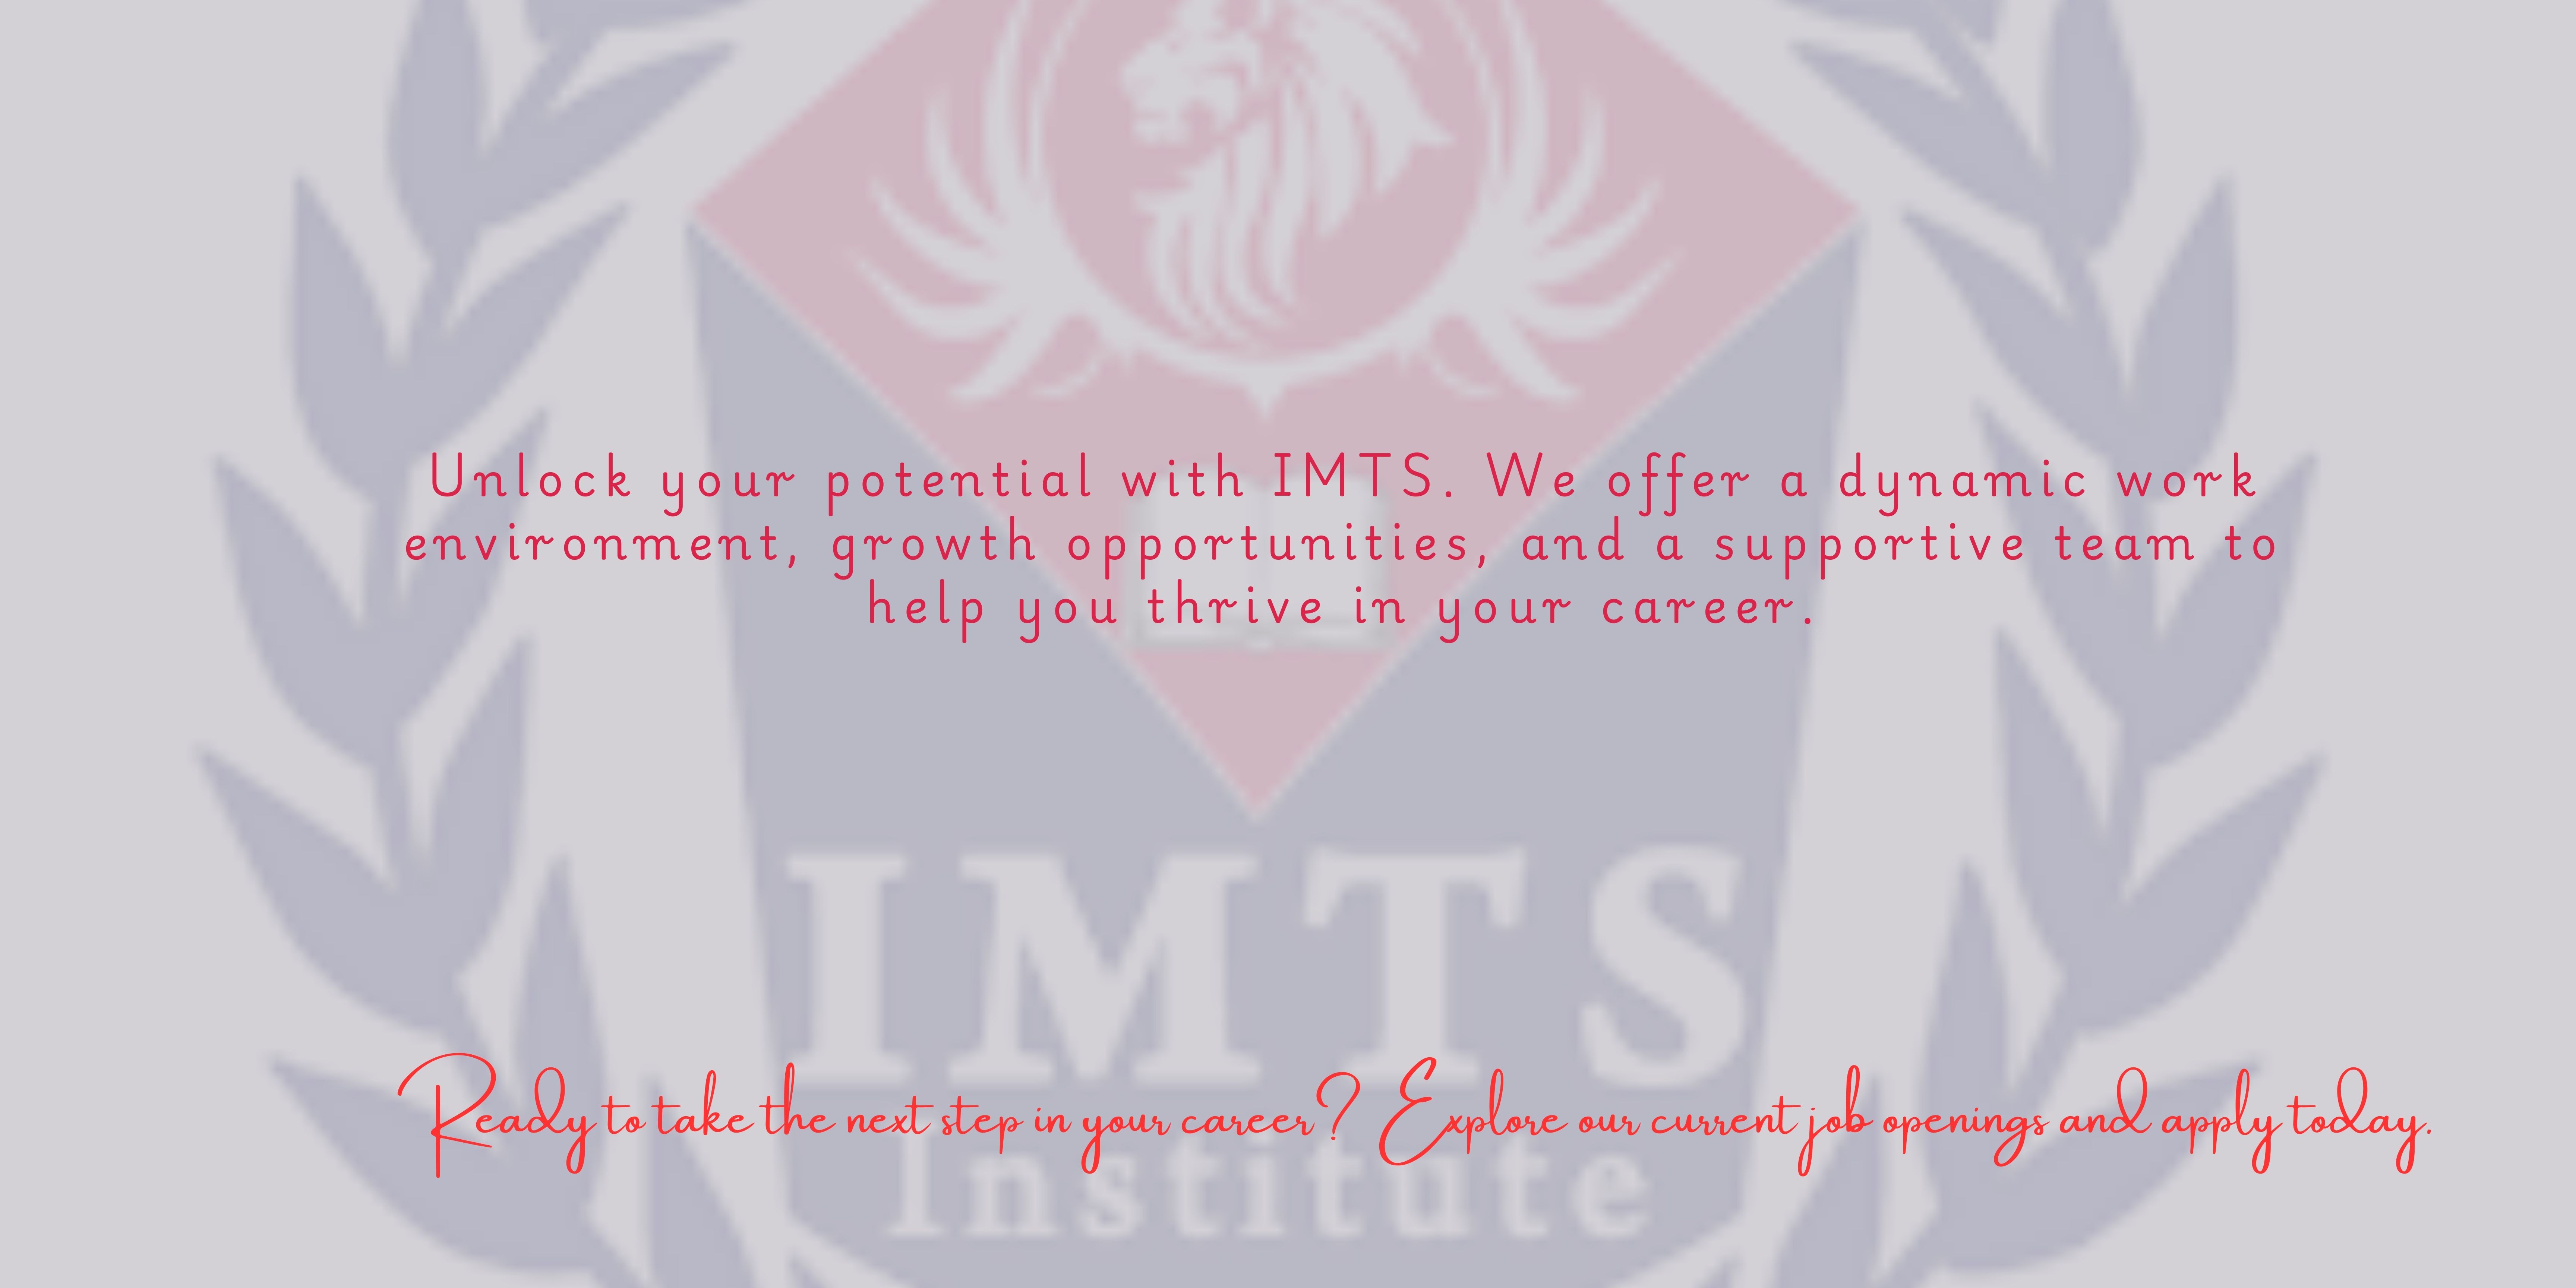 Unlock your potential with IMTS. We offer a dynamic work
environment, growth opportunities, and a supportive team to
help you thrive in your career.
IMTS
Ready to take the next step in your career? Explore our current job openings and apply today.
Institute